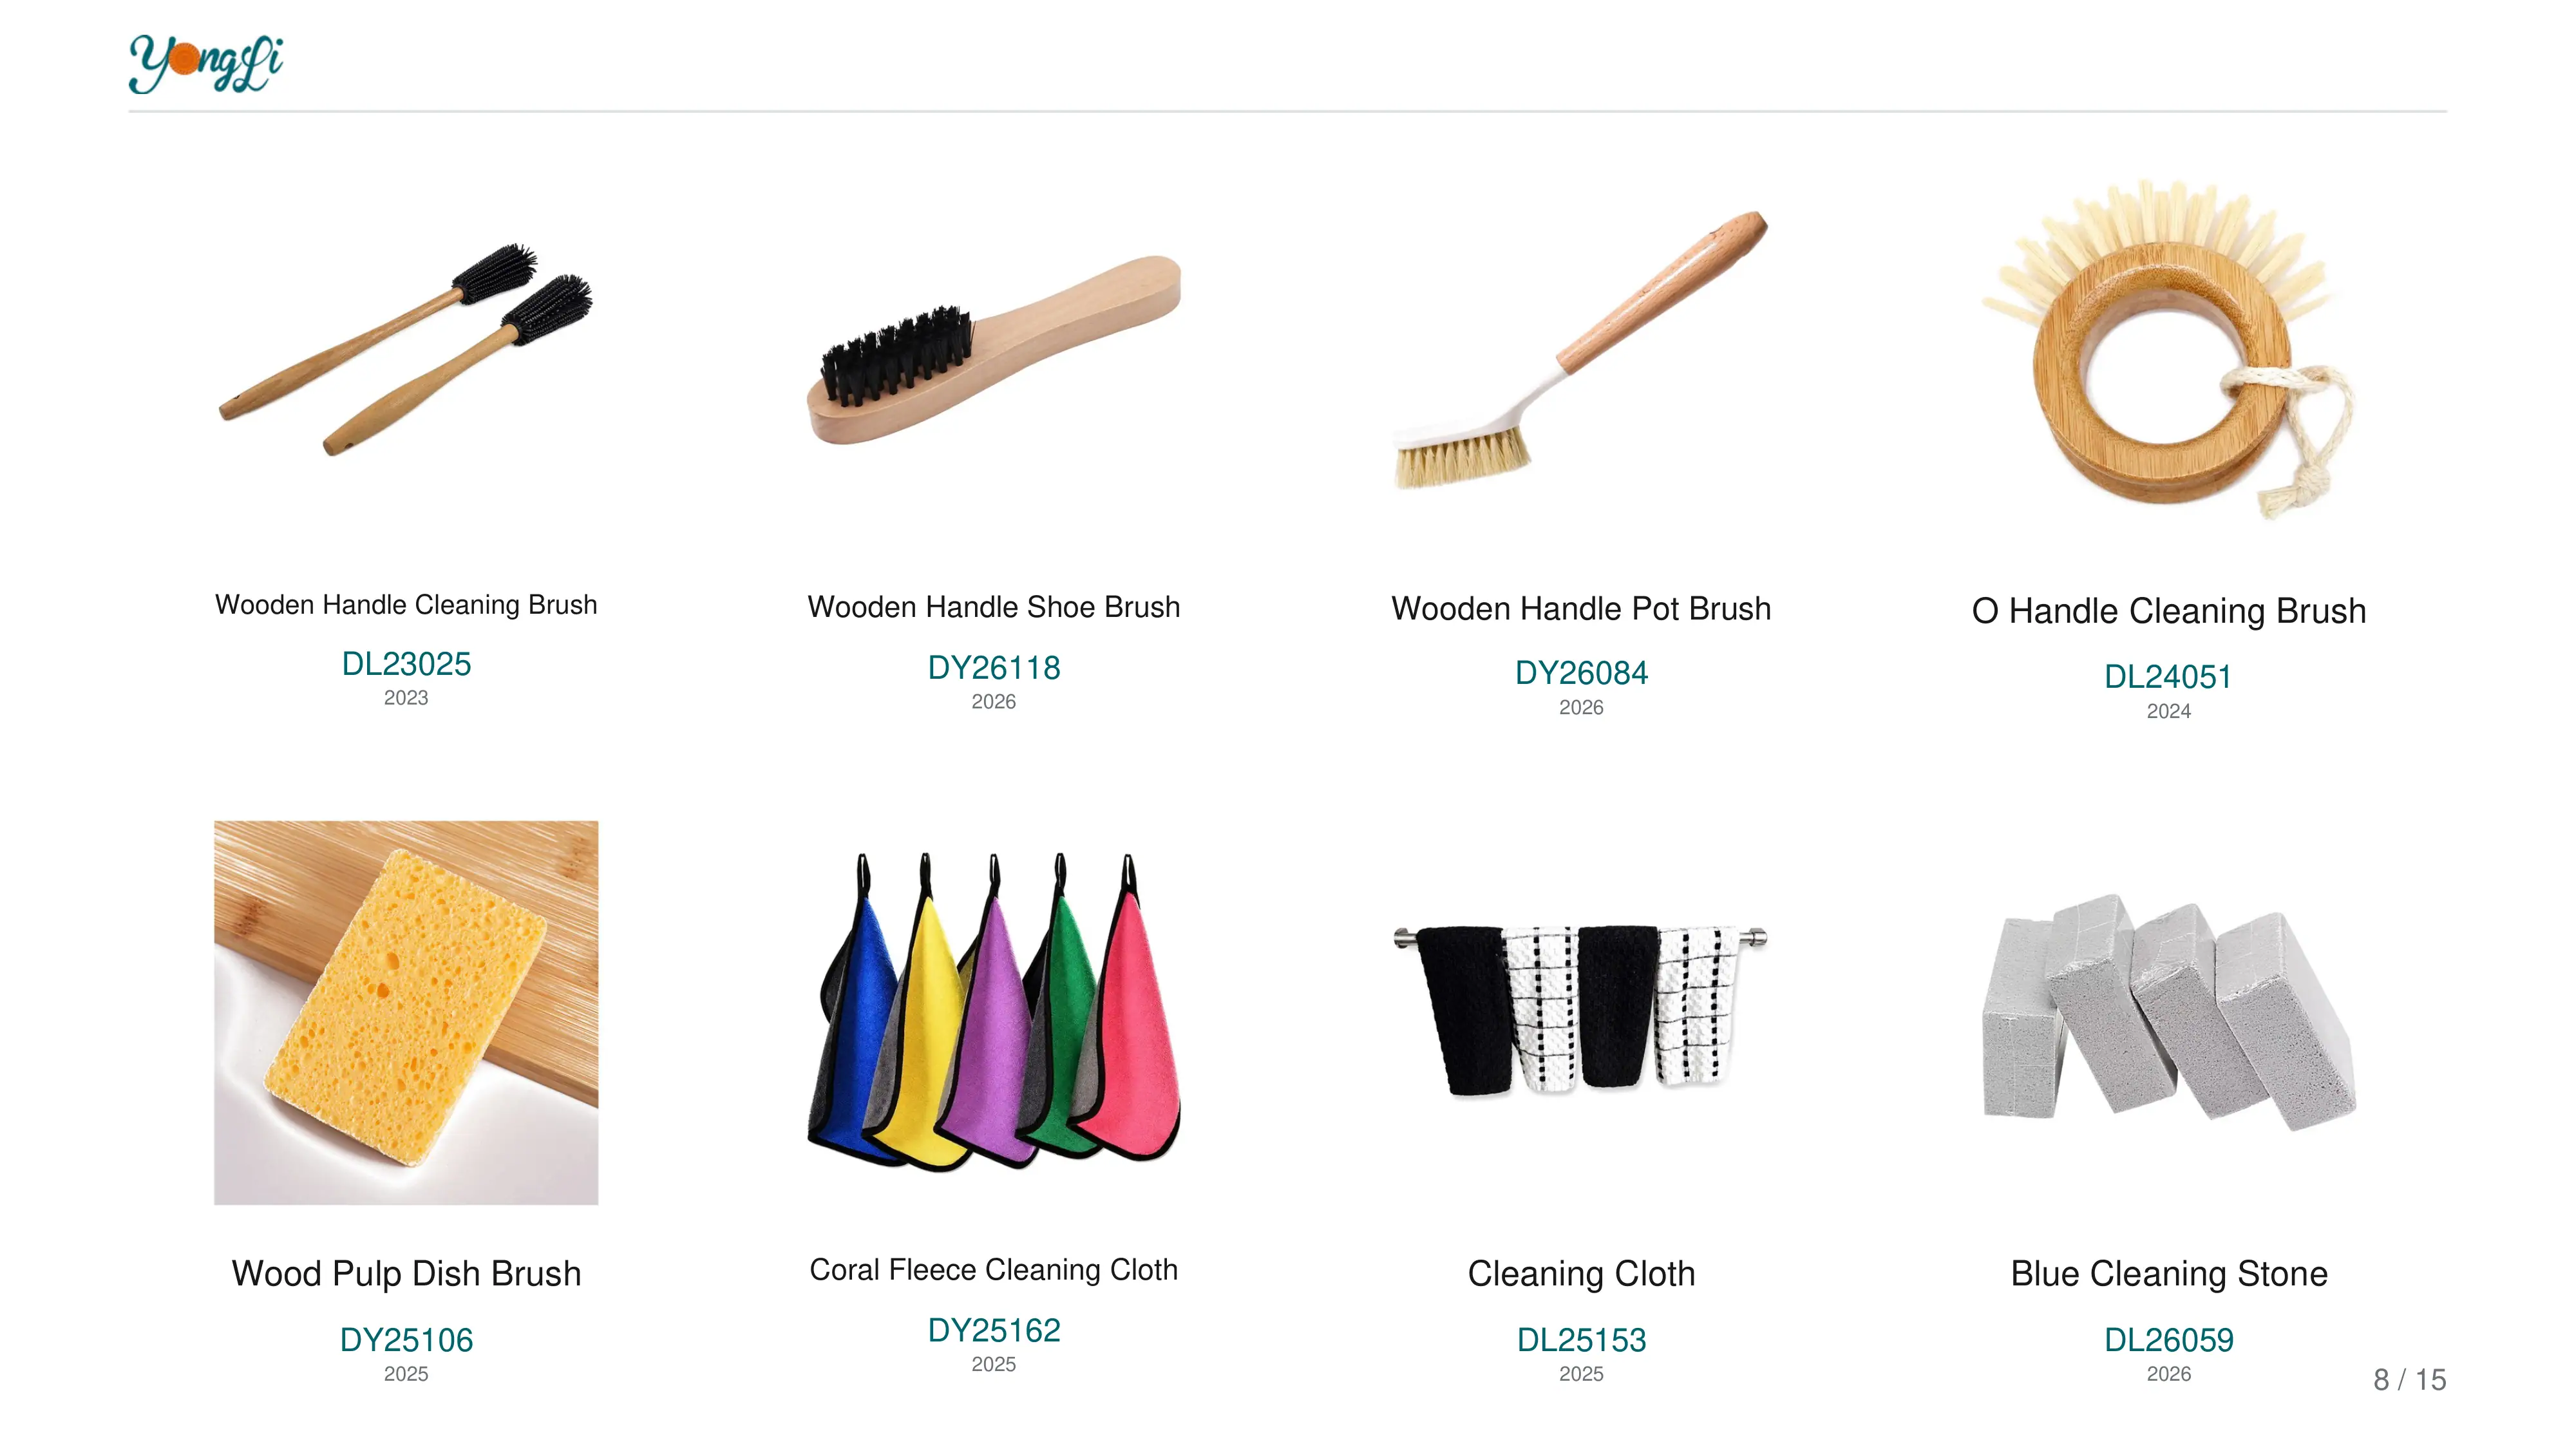 YongLi
Wooden Handle Cleaning Brush
DL23025
2023
Wooden Handle Shoe Brush
DY26118
2026
Wooden Handle Pot Brush
DY26084
2026
O Handle Cleaning Brush
DL24051
2024
Wood Pulp Dish Brush
DY25106
2025
Coral Fleece Cleaning Cloth
DY25162
2025
Cleaning Cloth
DL25153
2025
Blue Cleaning Stone
DL26059
2026
8 / 15